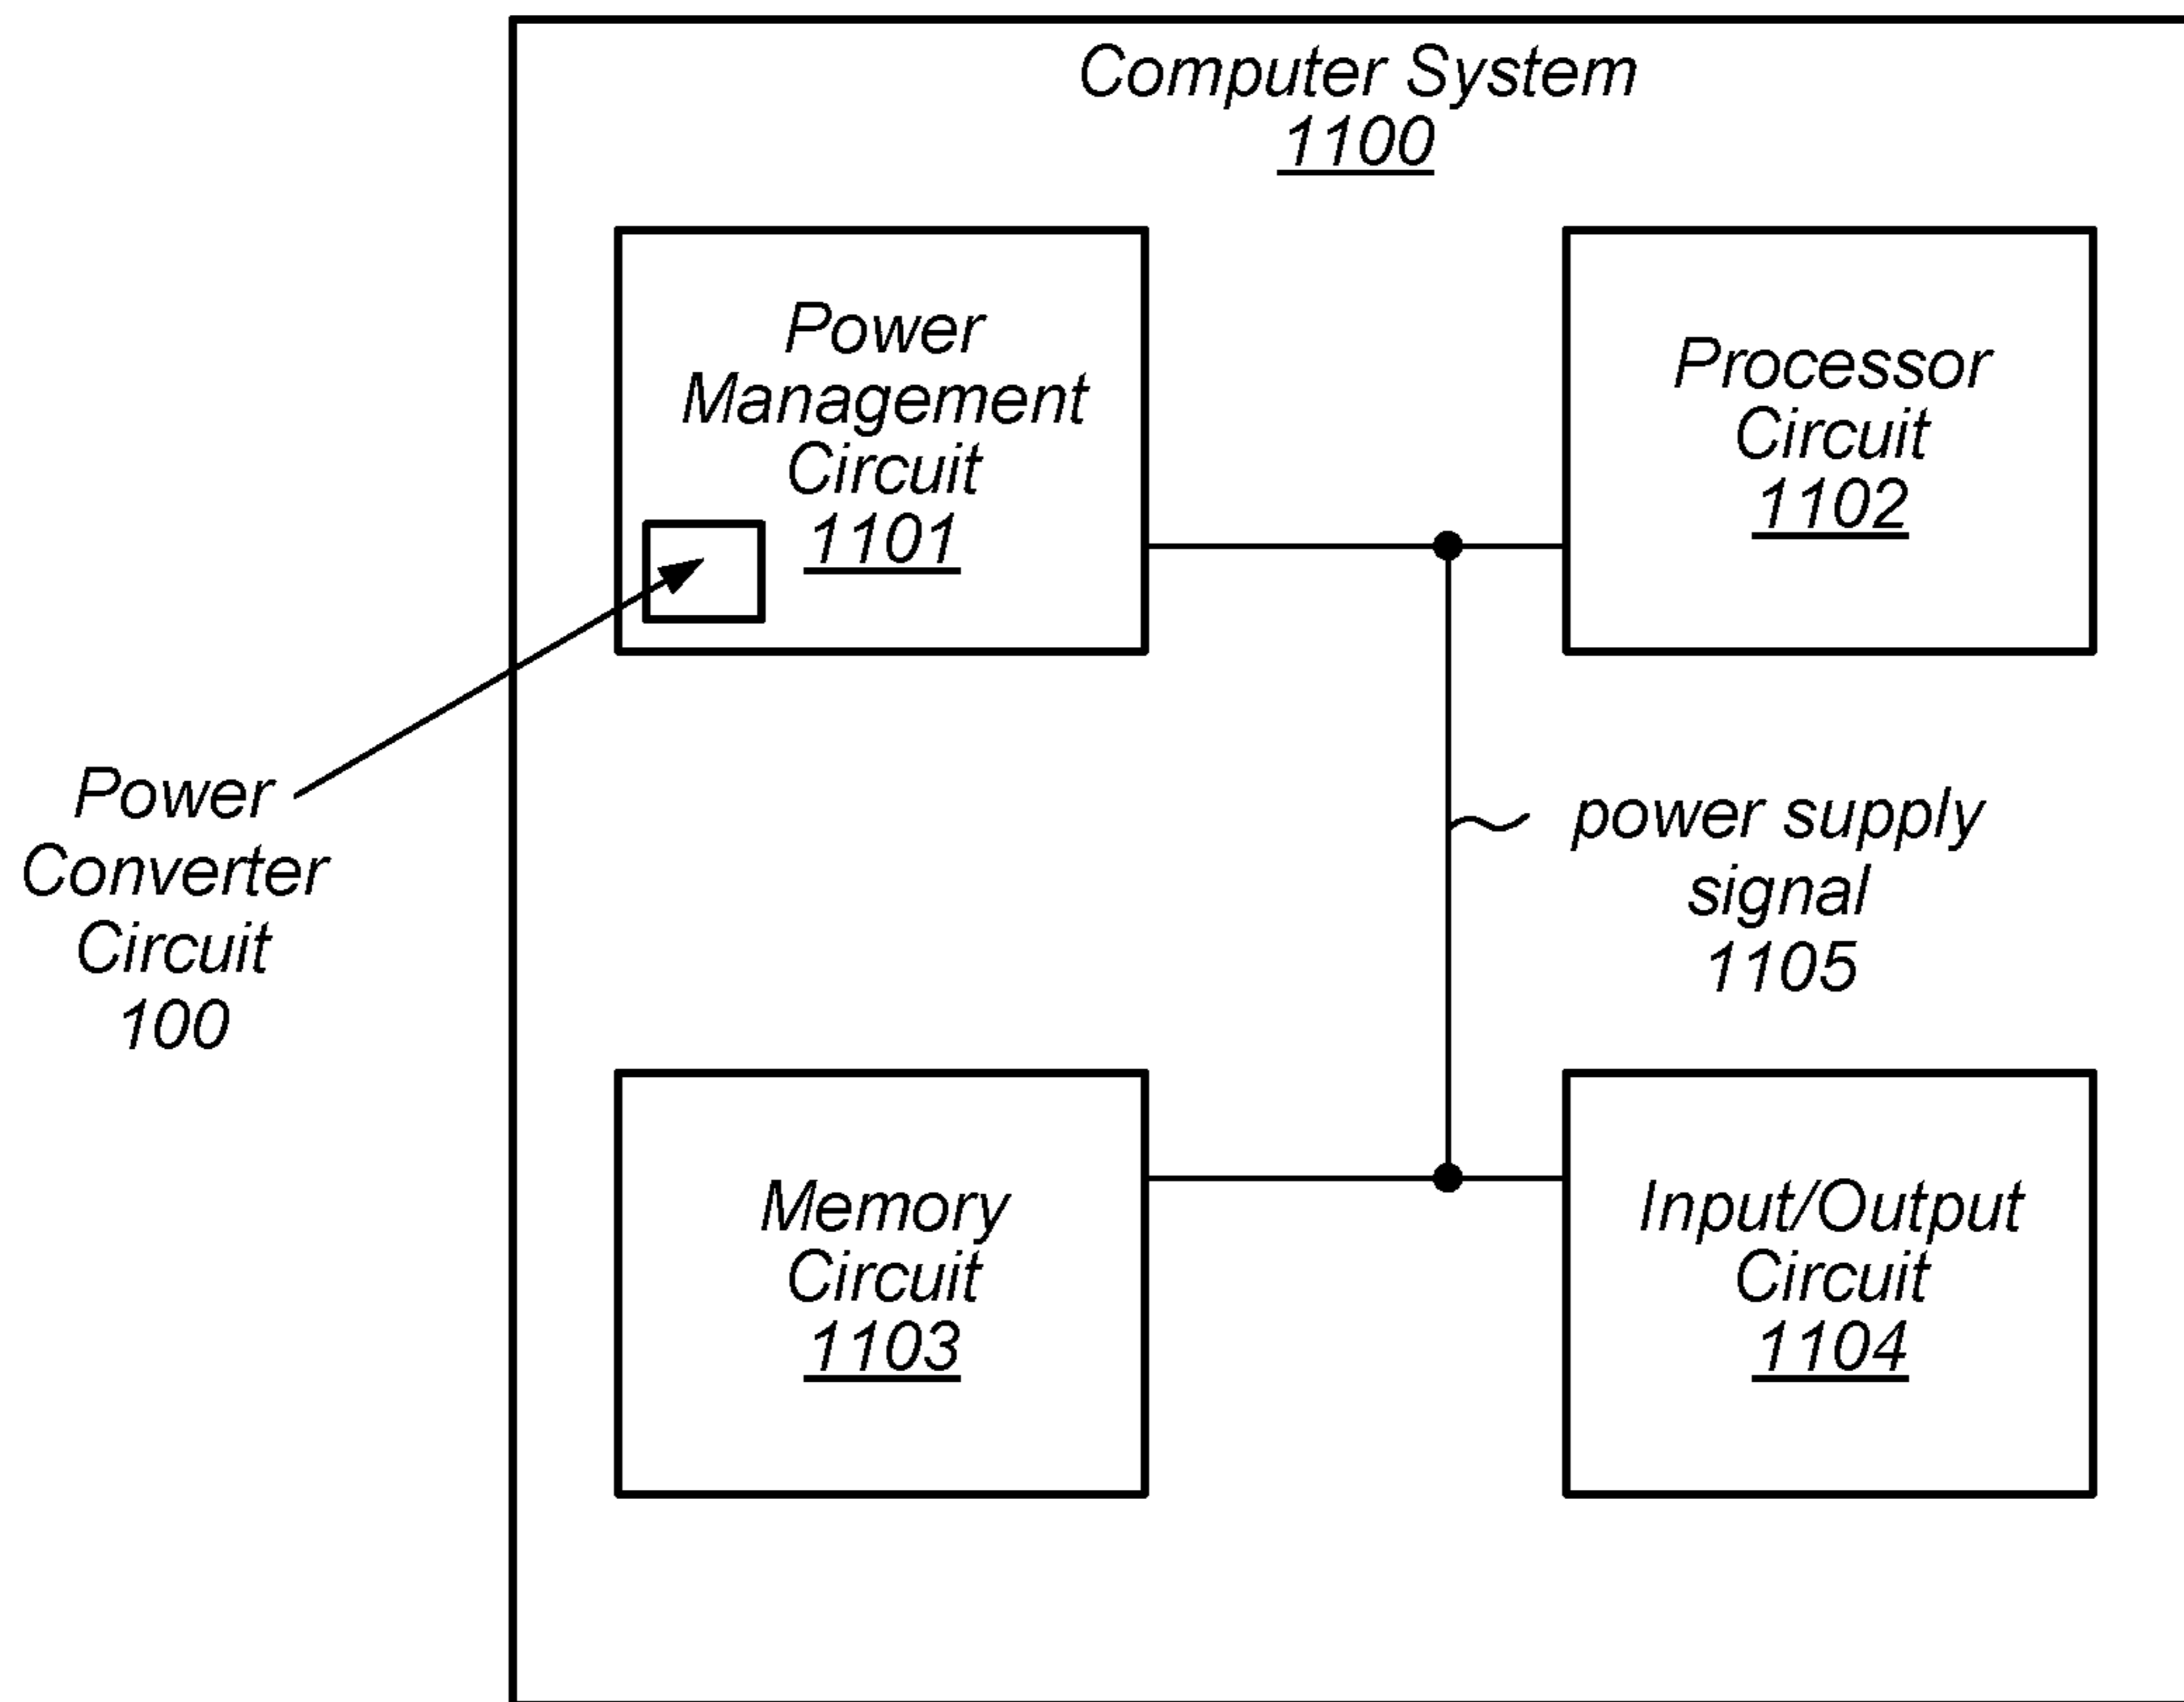 Computer System
1100
Power
Management
Circuit
1101
Processor
Circuit
1102
Power
Converter
Circuit
100
power supply
signal
1105
Memory
Circuit
1103
Input/Output
Circuit
1104